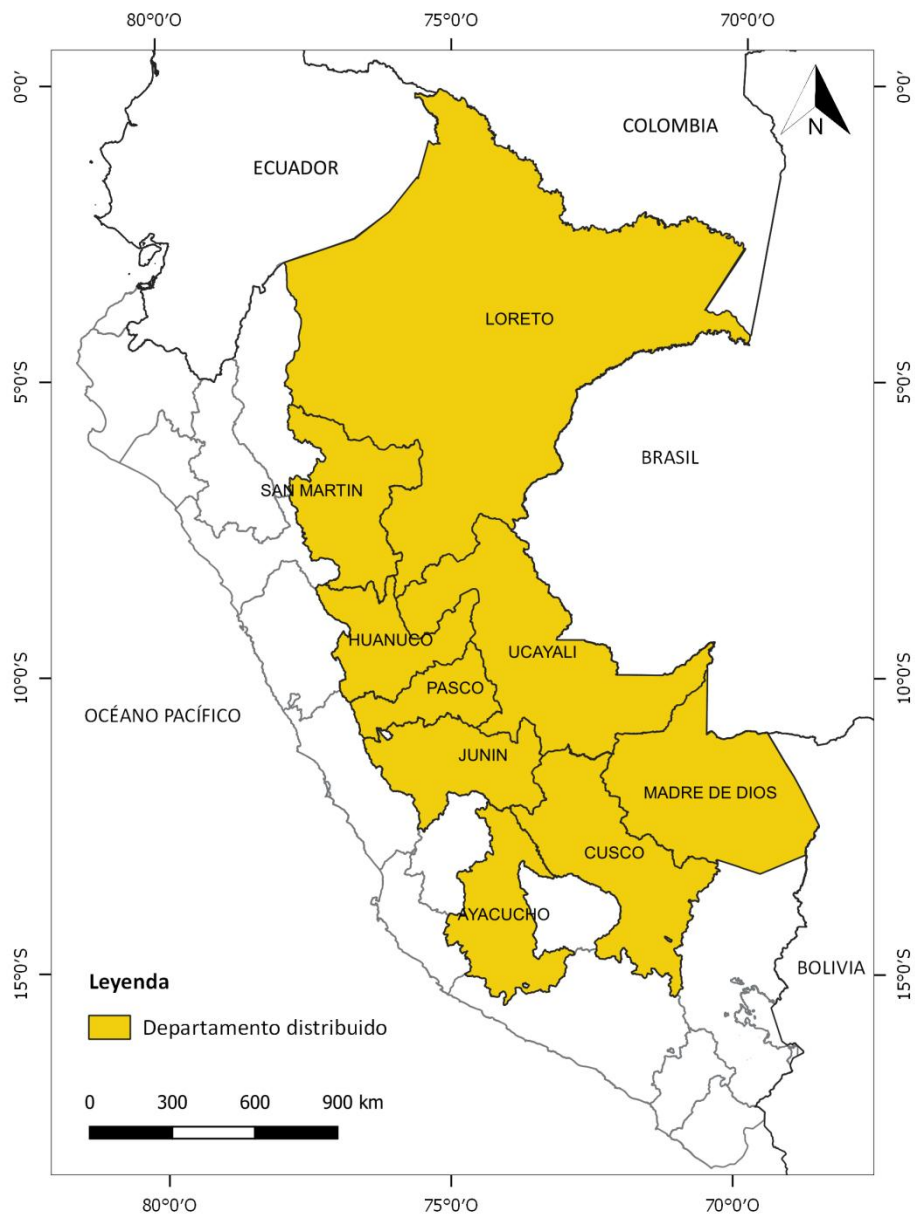 80°0'O 75°0'O 70°0'O
0°0'
COLOMBIA
N
ECUADOR
LORETO
5°0'S
BRASIL
SAN MARTIN
HUANUCO
UCAYALI
10°0'S 10°0'S
PASCO
OCÉANO PACÍFICO
JUNIN
MADRE DE DIOS
CUSCO
AYACUCHO
BOLIVIA
15°0'S 15°0'S
Leyenda
Departamento distribuido
0 300 600 900 km
80°0'O 75°0'O 70°0'O
0°0'
5°0'S